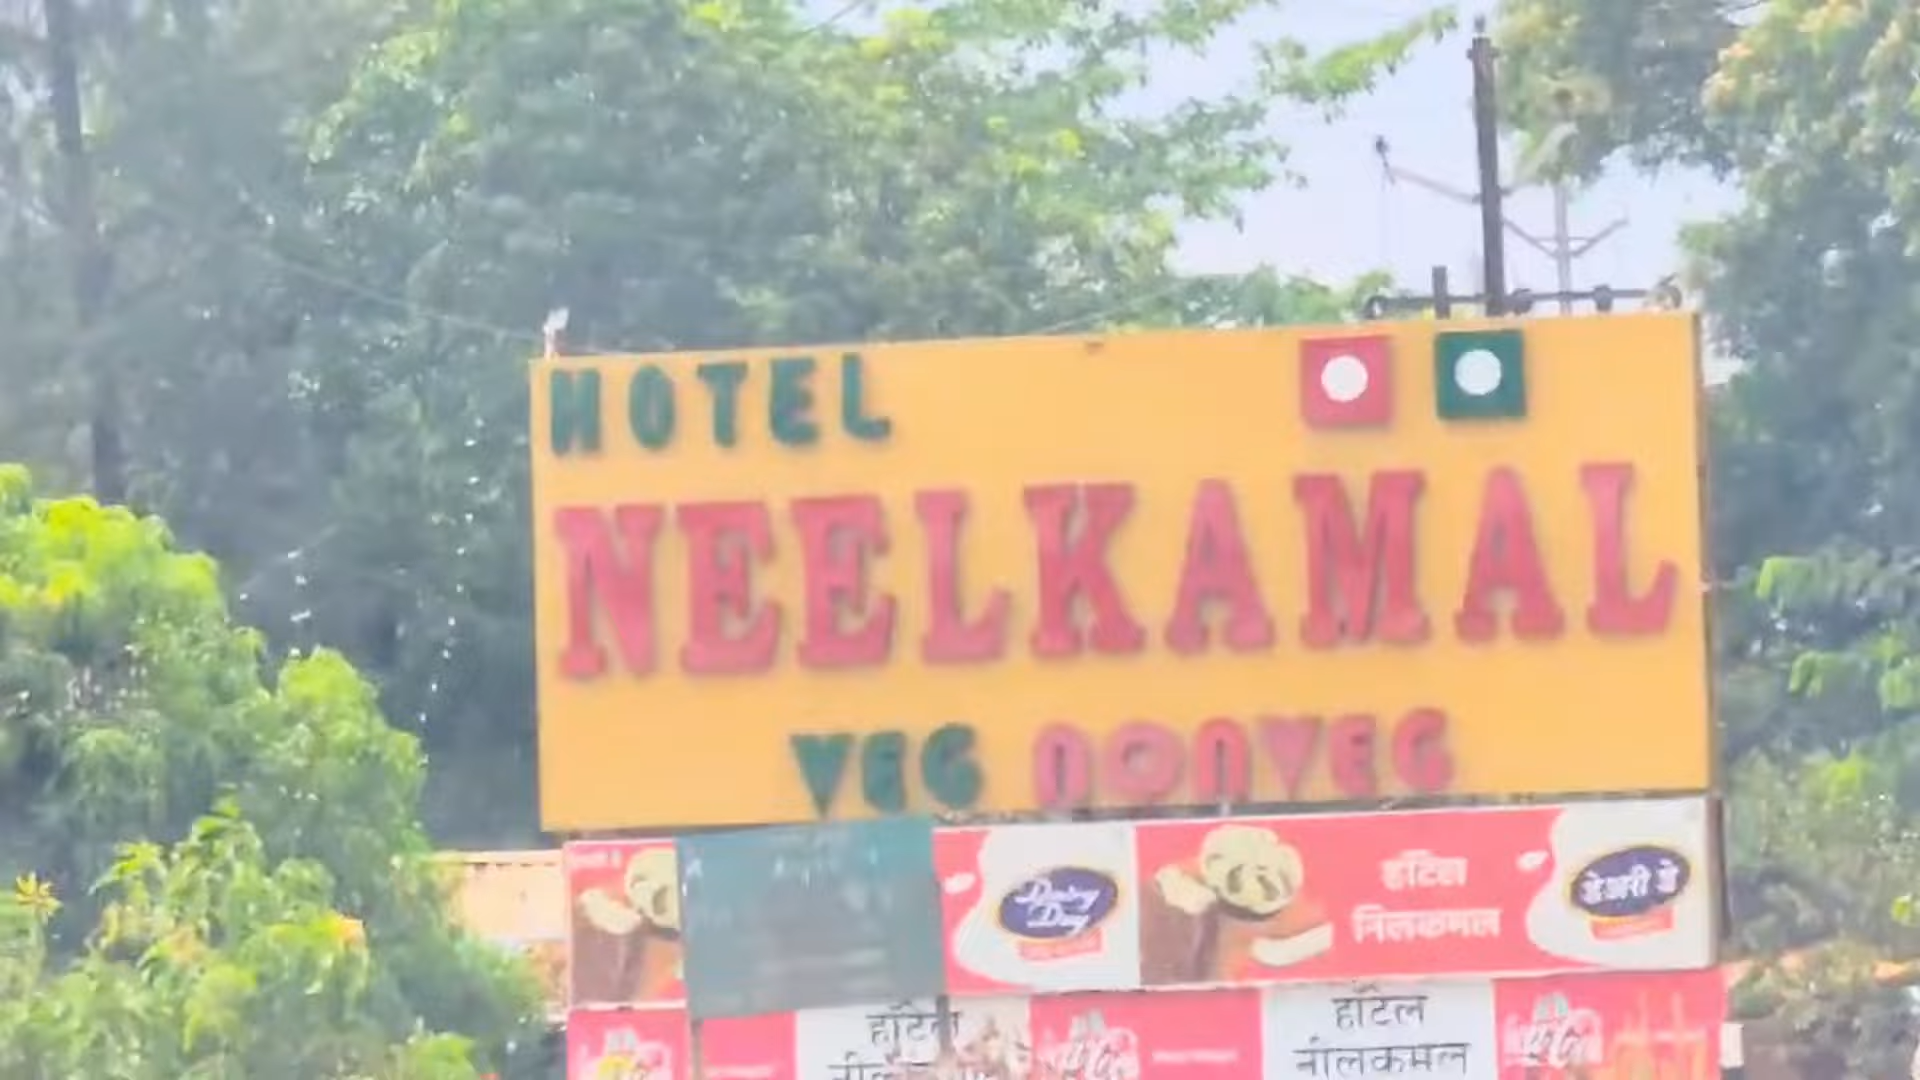 HOTEL
NEELKAMAL
VEG NONVEG
Dairy Day
हॉटेल
निलकमल
डेअरी डे
हॉटेल
हॉटेल
नीलकमल